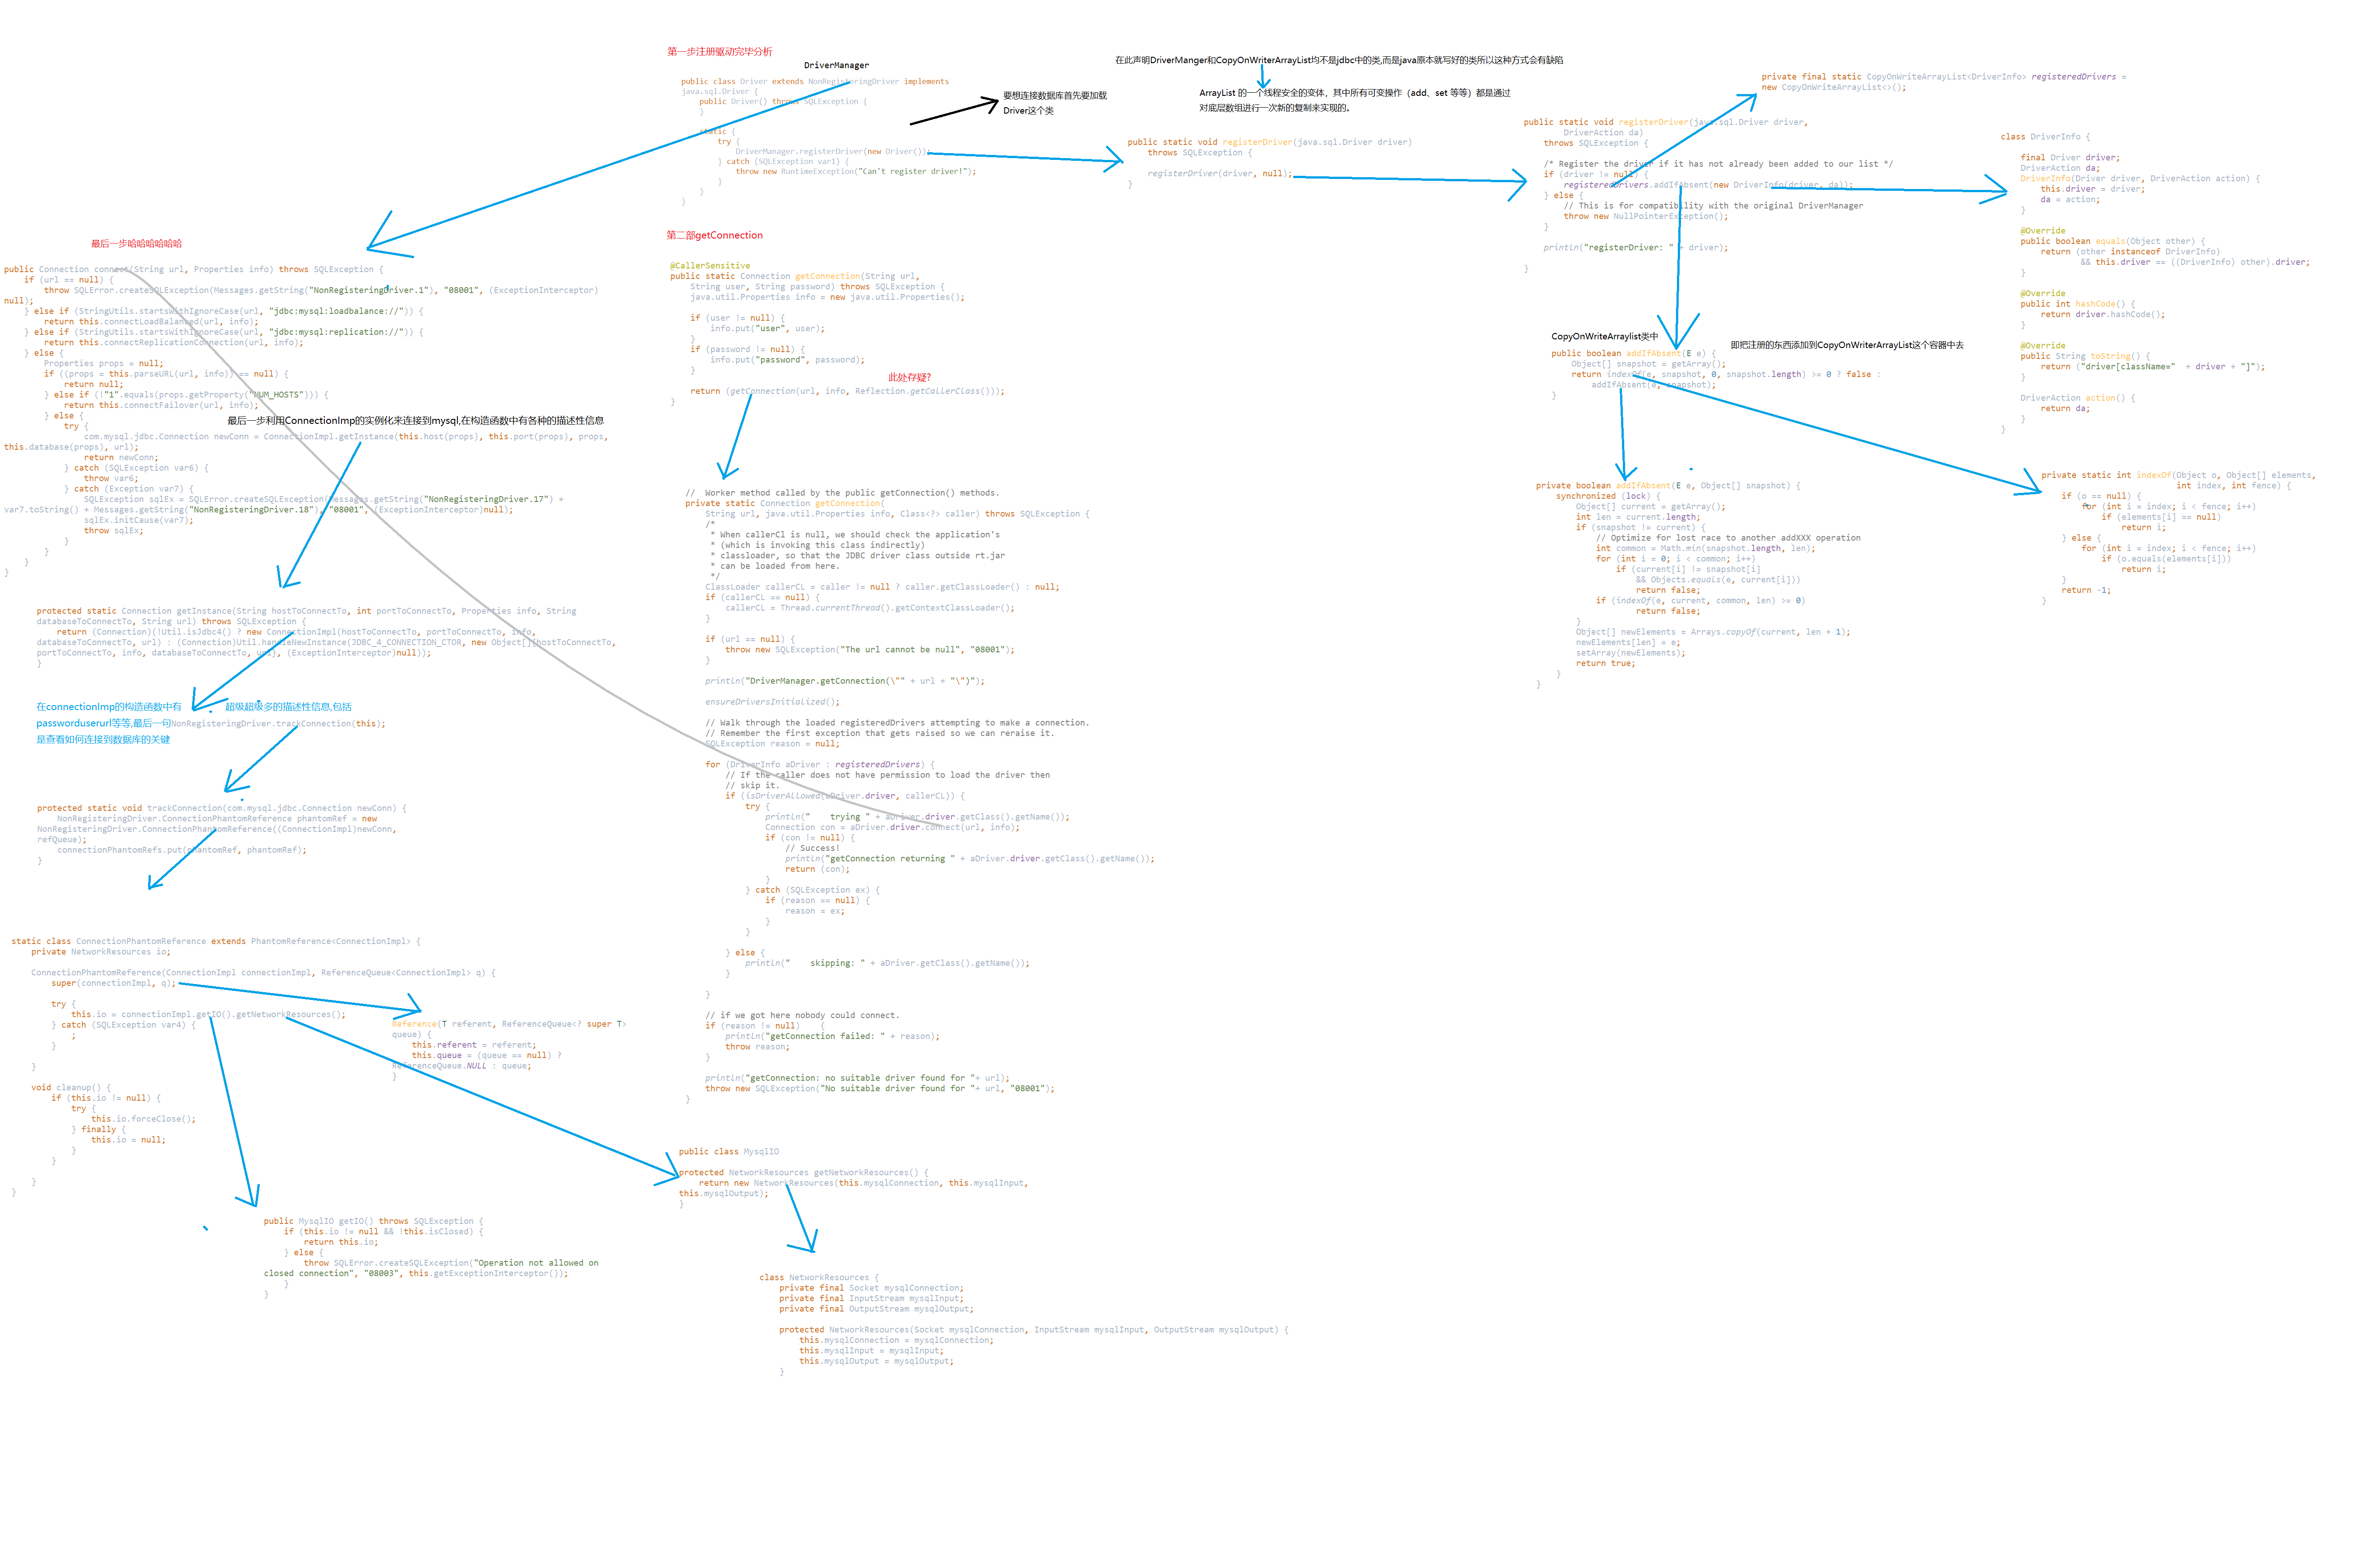 第一步注册驱动完毕分析
DriverManager
public class Driver extends NonRegisteringDriver implements
java.sql.Driver {
    public Driver() throws SQLException {
    }

    static {
        try {
            DriverManager.registerDriver(new Driver());
        } catch (SQLException var1) {
            throw new RuntimeException("Can't register driver!");
        }
    }
}
要想连接数据库首先要加载
Driver这个类
在此声明DriverManger和CopyOnWriterArrayList均不是jdbc中的类,而是java原本就写好的类所以这种方式会有缺陷
ArrayList 的一个线程安全的变体，其中所有可变操作（add、set 等等）都是通过
对底层数组进行一次新的复制来实现的。
public static void registerDriver(java.sql.Driver driver)
    throws SQLException {

    registerDriver(driver, null);
}
private final static CopyOnWriteArrayList<DriverInfo> registeredDrivers =
new CopyOnWriteArrayList<>();
public static void registerDriver(java.sql.Driver driver,
        DriverAction da)
    throws SQLException {

    /* Register the driver if it has not already been added to our list */
    if (driver != null) {
        registeredDrivers.addIfAbsent(new DriverInfo(driver, da));
    } else {
        // This is for compatibility with the original DriverManager
        throw new NullPointerException();
    }

    println("registerDriver: " + driver);

}
class DriverInfo {

    final Driver driver;
    DriverAction da;
    DriverInfo(Driver driver, DriverAction action) {
        this.driver = driver;
        da = action;
    }

    @Override
    public boolean equals(Object other) {
        return (other instanceof DriverInfo)
                && this.driver == ((DriverInfo) other).driver;
    }

    @Override
    public int hashCode() {
        return driver.hashCode();
    }

    @Override
    public String toString() {
        return ("driver[className="  + driver + "]");
    }

    DriverAction action() {
        return da;
    }
}
CopyOnWriteArraylist类中
public boolean addIfAbsent(E e) {
    Object[] snapshot = getArray();
    return indexOf(e, snapshot, 0, snapshot.length) >= 0 ? false :
        addIfAbsent(e, snapshot);
}
即把注册的东西添加到CopyOnWriterArrayList这个容器中去
private boolean addIfAbsent(E e, Object[] snapshot) {
    synchronized (lock) {
        Object[] current = getArray();
        int len = current.length;
        if (snapshot != current) {
            // Optimize for lost race to another addXXX operation
            int common = Math.min(snapshot.length, len);
            for (int i = 0; i < common; i++)
                if (current[i] != snapshot[i]
                    && Objects.equals(e, current[i]))
                    return false;
            if (indexOf(e, current, common, len) >= 0)
                    return false;
        }
        Object[] newElements = Arrays.copyOf(current, len + 1);
        newElements[len] = e;
        setArray(newElements);
        return true;
    }
}
private static int indexOf(Object o, Object[] elements,
                           int index, int fence) {
    if (o == null) {
        for (int i = index; i < fence; i++)
            if (elements[i] == null)
                return i;
    } else {
        for (int i = index; i < fence; i++)
            if (o.equals(elements[i]))
                return i;
    }
    return -1;
}
第二部getConnection
@CallerSensitive
public static Connection getConnection(String url,
    String user, String password) throws SQLException {
    java.util.Properties info = new java.util.Properties();

    if (user != null) {
        info.put("user", user);
    }
    if (password != null) {
        info.put("password", password);
    }
此处存疑?
    return (getConnection(url, info, Reflection.getCallerClass()));
}
//  Worker method called by the public getConnection() methods.
private static Connection getConnection(
    String url, java.util.Properties info, Class<?> caller) throws SQLException {
    /*
     * When callerCl is null, we should check the application's
     * (which is invoking this class indirectly)
     * classloader, so that the JDBC driver class outside rt.jar
     * can be loaded from here.
     */
    ClassLoader callerCL = caller != null ? caller.getClassLoader() : null;
    if (callerCL == null) {
        callerCL = Thread.currentThread().getContextClassLoader();
    }

    if (url == null) {
        throw new SQLException("The url cannot be null", "08001");
    }

    println("DriverManager.getConnection(\"" + url + "\")");

    ensureDriversInitialized();

    // Walk through the loaded registeredDrivers attempting to make a connection.
    // Remember the first exception that gets raised so we can reraise it.
    SQLException reason = null;

    for (DriverInfo aDriver : registeredDrivers) {
        // If the caller does not have permission to load the driver then
        // skip it.
        if (isDriverAllowed(aDriver.driver, callerCL)) {
            try {
                println("    trying " + aDriver.driver.getClass().getName());
                Connection con = aDriver.driver.connect(url, info);
                if (con != null) {
                    // Success!
                    println("getConnection returning " + aDriver.driver.getClass().getName());
                    return (con);
                }
            } catch (SQLException ex) {
                if (reason == null) {
                    reason = ex;
                }
            }

        } else {
            println("    skipping: " + aDriver.getClass().getName());
        }

    }

    // if we got here nobody could connect.
    if (reason != null)    {
        println("getConnection failed: " + reason);
        throw reason;
    }

    println("getConnection: no suitable driver found for "+ url);
    throw new SQLException("No suitable driver found for "+ url, "08001");
}
最后一步哈哈哈哈哈哈
public Connection connect(String url, Properties info) throws SQLException {
    if (url == null) {
        throw SQLError.createSQLException(Messages.getString("NonRegisteringDriver.1"), "08001", (ExceptionInterceptor)
null);
    } else if (StringUtils.startsWithIgnoreCase(url, "jdbc:mysql:loadbalance://")) {
        return this.connectLoadBalanced(url, info);
    } else if (StringUtils.startsWithIgnoreCase(url, "jdbc:mysql:replication://")) {
        return this.connectReplicationConnection(url, info);
    } else {
        Properties props = null;
        if ((props = this.parseURL(url, info)) == null) {
            return null;
        } else if (!"1".equals(props.getProperty("NUM_HOSTS"))) {
            return this.connectFailover(url, info);
        } else {
            try {
最后一步利用ConnectionImp的实例化来连接到mysql,在构造函数中有各种的描述性信息
                com.mysql.jdbc.Connection newConn = ConnectionImpl.getInstance(this.host(props), this.port(props), props,
this.database(props), url);
                return newConn;
            } catch (SQLException var6) {
                throw var6;
            } catch (Exception var7) {
                SQLException sqlEx = SQLError.createSQLException(Messages.getString("NonRegisteringDriver.17") +
var7.toString() + Messages.getString("NonRegisteringDriver.18"), "08001", (ExceptionInterceptor)null);
                sqlEx.initCause(var7);
                throw sqlEx;
            }
        }
    }
}
protected static Connection getInstance(String hostToConnectTo, int portToConnectTo, Properties info, String
databaseToConnectTo, String url) throws SQLException {
    return (Connection)(!Util.isJdbc4() ? new ConnectionImpl(hostToConnectTo, portToConnectTo, info,
databaseToConnectTo, url) : (Connection)Util.handleNewInstance(JDBC_4_CONNECTION_CTOR, new Object[]{hostToConnectTo,
portToConnectTo, info, databaseToConnectTo, url}, (ExceptionInterceptor)null));
}
在connectionImp的构造函数中有 超级超级多的描述性信息,包括
passworduserurl等等,最后一句NonRegisteringDriver.trackConnection(this);
是查看如何连接到数据库的关键
protected static void trackConnection(com.mysql.jdbc.Connection newConn) {
    NonRegisteringDriver.ConnectionPhantomReference phantomRef = new
NonRegisteringDriver.ConnectionPhantomReference((ConnectionImpl)newConn,
refQueue);
    connectionPhantomRefs.put(phantomRef, phantomRef);
}
static class ConnectionPhantomReference extends PhantomReference<ConnectionImpl> {
    private NetworkResources io;

    ConnectionPhantomReference(ConnectionImpl connectionImpl, ReferenceQueue<ConnectionImpl> q) {
        super(connectionImpl, q);

        try {
            this.io = connectionImpl.getIO().getNetworkResources();
        } catch (SQLException var4) {
            ;
        }

    }

    void cleanup() {
        if (this.io != null) {
            try {
                this.io.forceClose();
            } finally {
                this.io = null;
            }
        }

    }
}
Reference(T referent, ReferenceQueue<? super T>
queue) {
    this.referent = referent;
    this.queue = (queue == null) ?
ReferenceQueue.NULL : queue;
}
public MysqlIO getIO() throws SQLException {
    if (this.io != null && !this.isClosed) {
        return this.io;
    } else {
        throw SQLError.createSQLException("Operation not allowed on
closed connection", "08003", this.getExceptionInterceptor());
    }
}
public class MysqlIO

protected NetworkResources getNetworkResources() {
    return new NetworkResources(this.mysqlConnection, this.mysqlInput,
this.mysqlOutput);
}
class NetworkResources {
    private final Socket mysqlConnection;
    private final InputStream mysqlInput;
    private final OutputStream mysqlOutput;

    protected NetworkResources(Socket mysqlConnection, InputStream mysqlInput, OutputStream mysqlOutput) {
        this.mysqlConnection = mysqlConnection;
        this.mysqlInput = mysqlInput;
        this.mysqlOutput = mysqlOutput;
    }